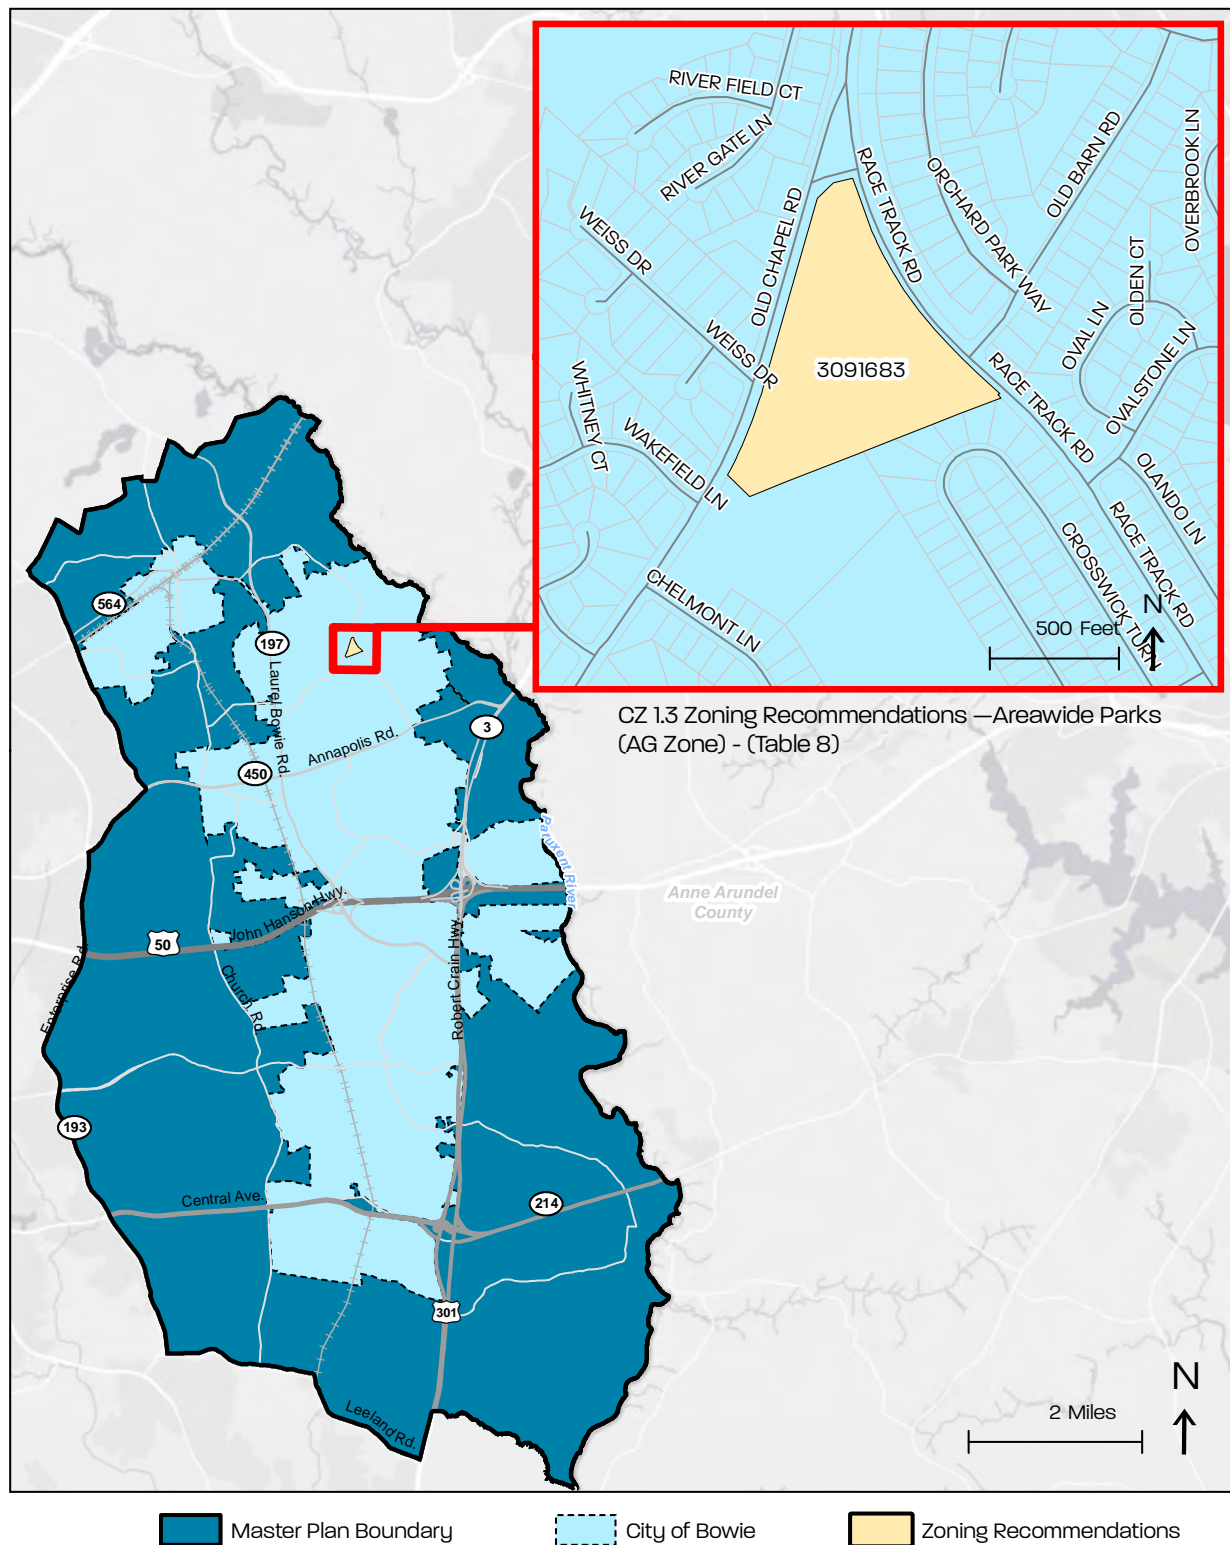 RIVER FIELD CT
RIVER GATE LN
WEISS DR
WEISS DR
OLD CHAPEL RD
RACE TRACK RD
ORCHARD PARK WAY
OLD BARN RD
OVERBROOK LN
OLDEN CT
OVAL LN
OVALSTONE LN
3091683
RACE TRACK RD
WHITNEY CT
WAKEFIELD LN
OLANDO LN
RACE TRACK RD
CROSSWICK TURN
CHELMONT LN
500 Feet
N
CZ 1.3 Zoning Recommendations —Areawide Parks
(AG Zone) - (Table 8)
564
197
Laurel Bowie Rd.
3
Annapolis Rd.
450
Patuxent River
Anne Arundel
County
John Hanson Hwy.
50
Enterprise Rd.
Church Rd.
Robert Crain Hwy.
193
Central Ave.
214
301
Leeland Rd.
N
2 Miles
Master Plan Boundary
City of Bowie
Zoning Recommendations